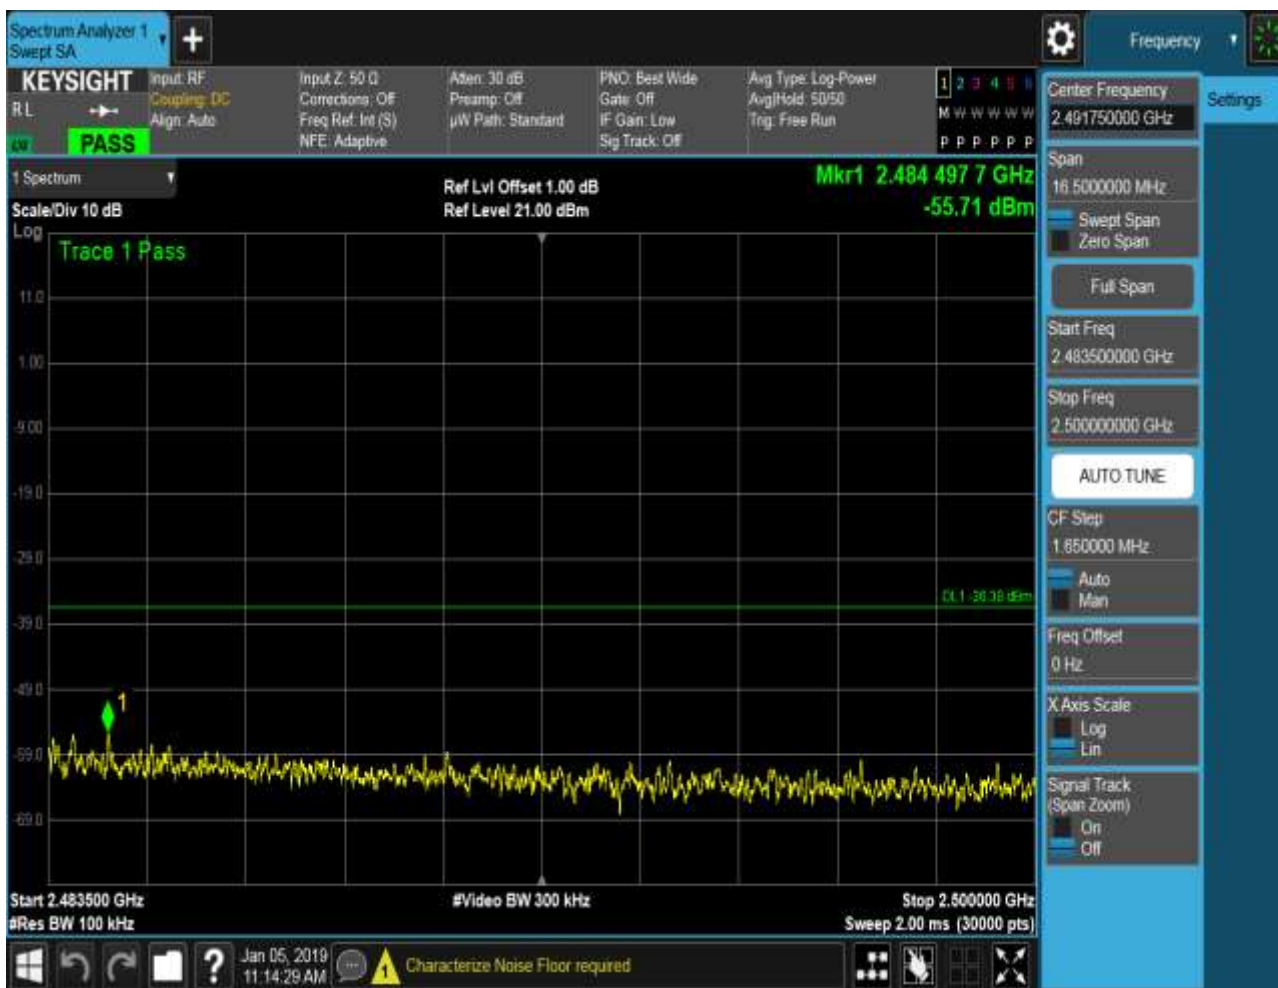 Spectrum Analyzer 1
Swept SA
+
Frequency
KEYSIGHT
R L
PASS
Input: RF
Coupling: DC
Align: Auto
Input Z: 50 Ω
Corrections: Off
Freq Ref: Int (S)
NFE: Adaptive
Atten: 30 dB
Preamp: Off
µW Path: Standard
PNO: Best Wide
Gate: Off
IF Gain: Low
Sig Track: Off
Avg Type: Log-Power
Avg|Hold: 50/50
Trig: Free Run
1 2 3 4 5 6
M W W W W W
P P P P P P
1 Spectrum
Scale/Div 10 dB
Log
Ref Lvl Offset 1.00 dB
Ref Level 21.00 dBm
Mkr1 2.484 497 7 GHz
-55.71 dBm
Trace 1 Pass
11.0
1.00
-9.00
-19.0
-29.0
DL1 -36.38 dBm
-39.0
-49.0
1
-59.0
-69.0
Start 2.483500 GHz
#Res BW 100 kHz
#Video BW 300 kHz
Stop 2.500000 GHz
Sweep 2.00 ms (30000 pts)
?
Jan 05, 2019
11:14:29 AM
1
Characterize Noise Floor required
Center Frequency
2.491750000 GHz
Settings
Span
16.5000000 MHz
Swept Span
Zero Span
Full Span
Start Freq
2.483500000 GHz
Stop Freq
2.500000000 GHz
AUTO TUNE
CF Step
1.650000 MHz
Auto
Man
Freq Offset
0 Hz
X Axis Scale
Log
Lin
Signal Track
(Span Zoom)
On
Off